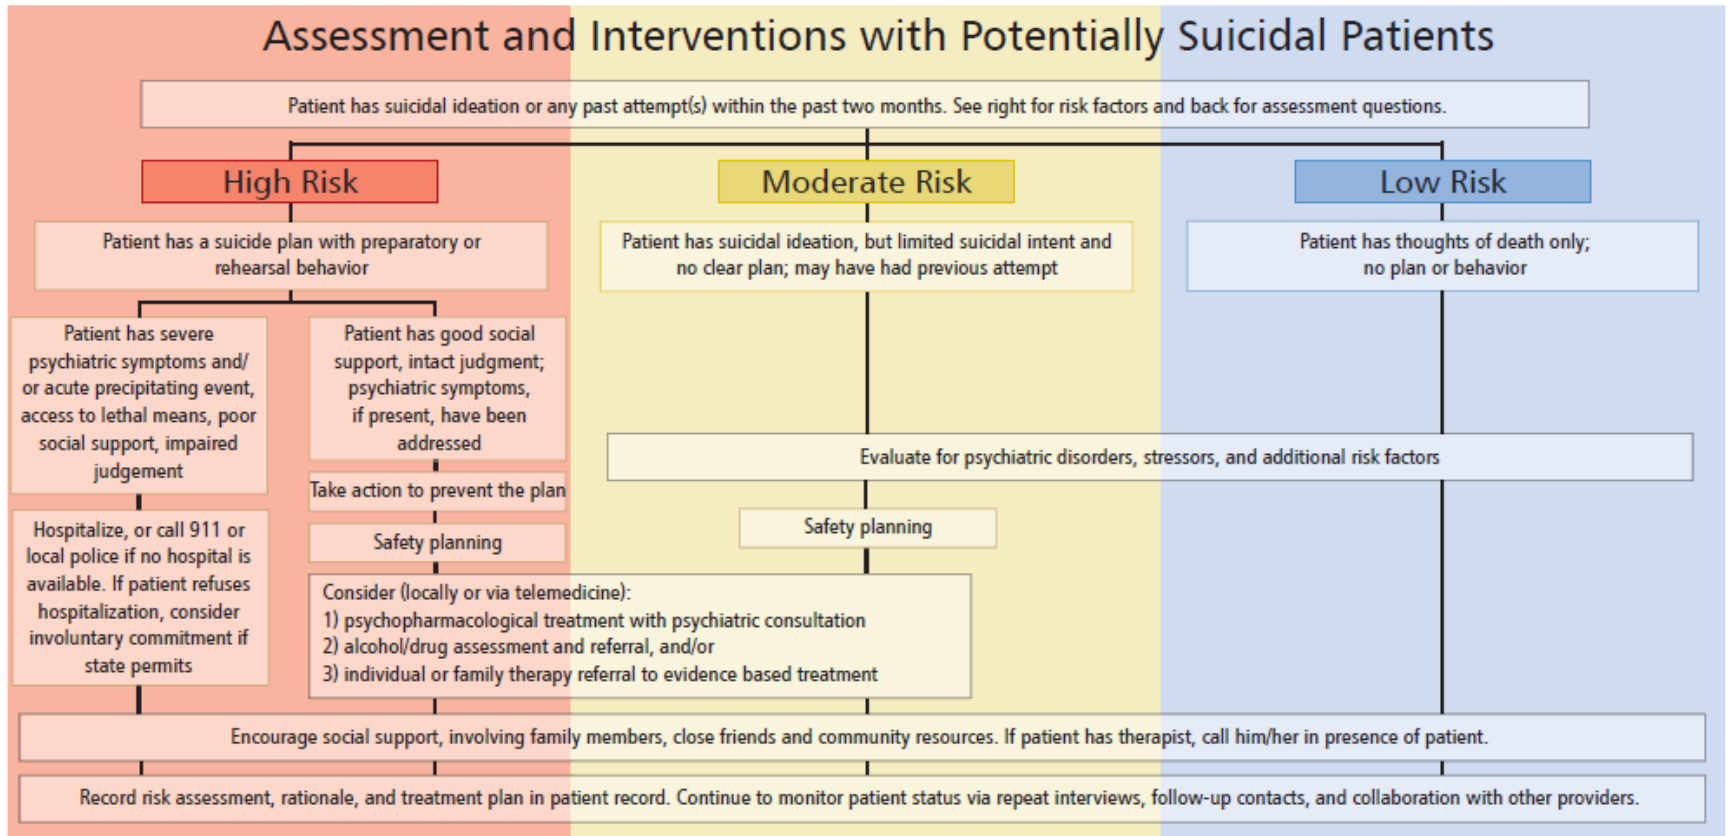 Assessment and Interventions with Potentially Suicidal Patients
Patient has suicidal ideation or any past attempt(s) within the past two months. See right for risk factors and back for assessment questions.
High Risk
Moderate Risk
Low Risk
Patient has a suicide plan with preparatory or
rehearsal behavior
Patient has suicidal ideation, but limited suicidal intent and
no clear plan; may have had previous attempt
Patient has thoughts of death only;
no plan or behavior
Patient has severe
psychiatric symptoms and/
or acute precipitating event,
access to lethal means, poor
social support, impaired
judgement
Patient has good social
support, intact judgment;
psychiatric symptoms,
if present, have been
addressed
Evaluate for psychiatric disorders, stressors, and additional risk factors
Take action to prevent the plan
Hospitalize, or call 911 or
local police if no hospital is
available. If patient refuses
hospitalization, consider
involuntary commitment if
state permits
Safety planning
Safety planning
Consider (locally or via telemedicine):
1) psychopharmacological treatment with psychiatric consultation
2) alcohol/drug assessment and referral, and/or
3) individual or family therapy referral to evidence based treatment
Encourage social support, involving family members, close friends and community resources. If patient has therapist, call him/her in presence of patient.
Record risk assessment, rationale, and treatment plan in patient record. Continue to monitor patient status via repeat interviews, follow-up contacts, and collaboration with other providers.